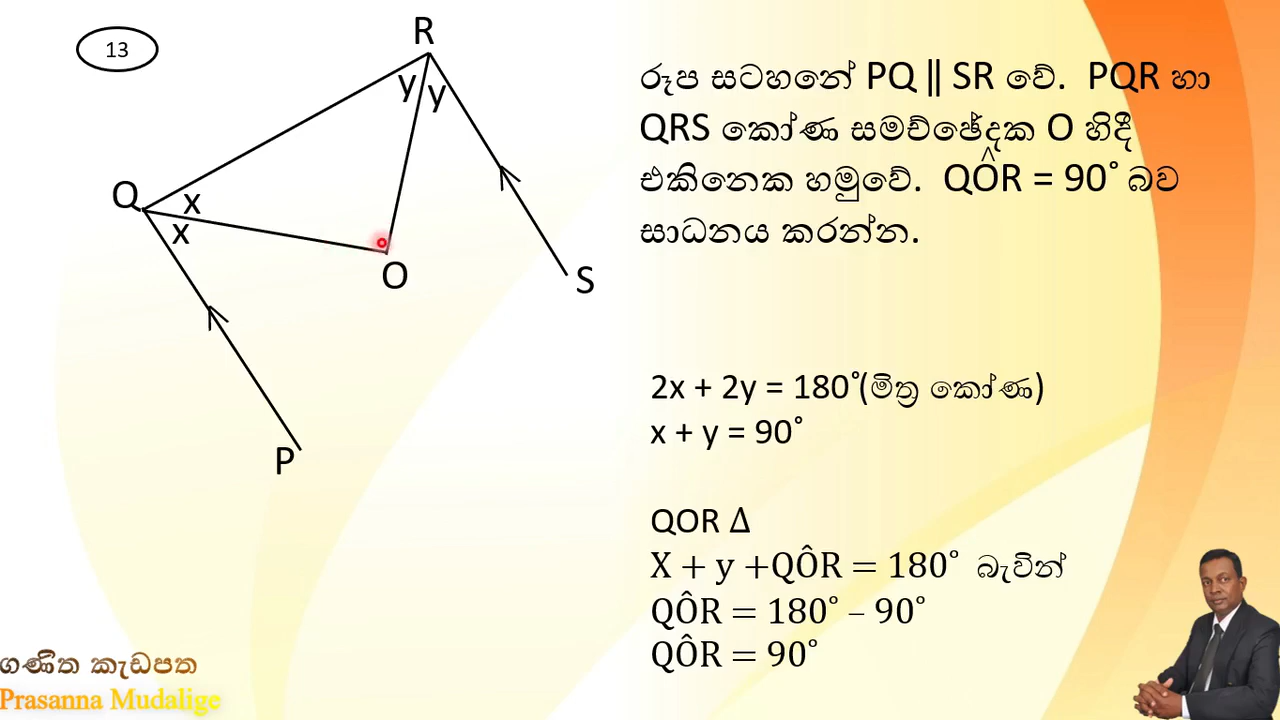 13
R
y
y
Q
x
x
O
S
P
රූප සටහනේ PQ || SR වේ. PQR හා
QRS කෝණ සමච්ඡේදක O හිදී
එකිනෙක හමුවේ. QÔR = 90° බව
සාධනය කරන්න.
2x + 2y = 180°(මිත්‍ර කෝණ)
x + y = 90°
QOR Δ
X + y +QÔR = 180° බැවින්
QÔR = 180° – 90°
QÔR = 90°
ගණිත කැඩපත
Prasanna Mudalige